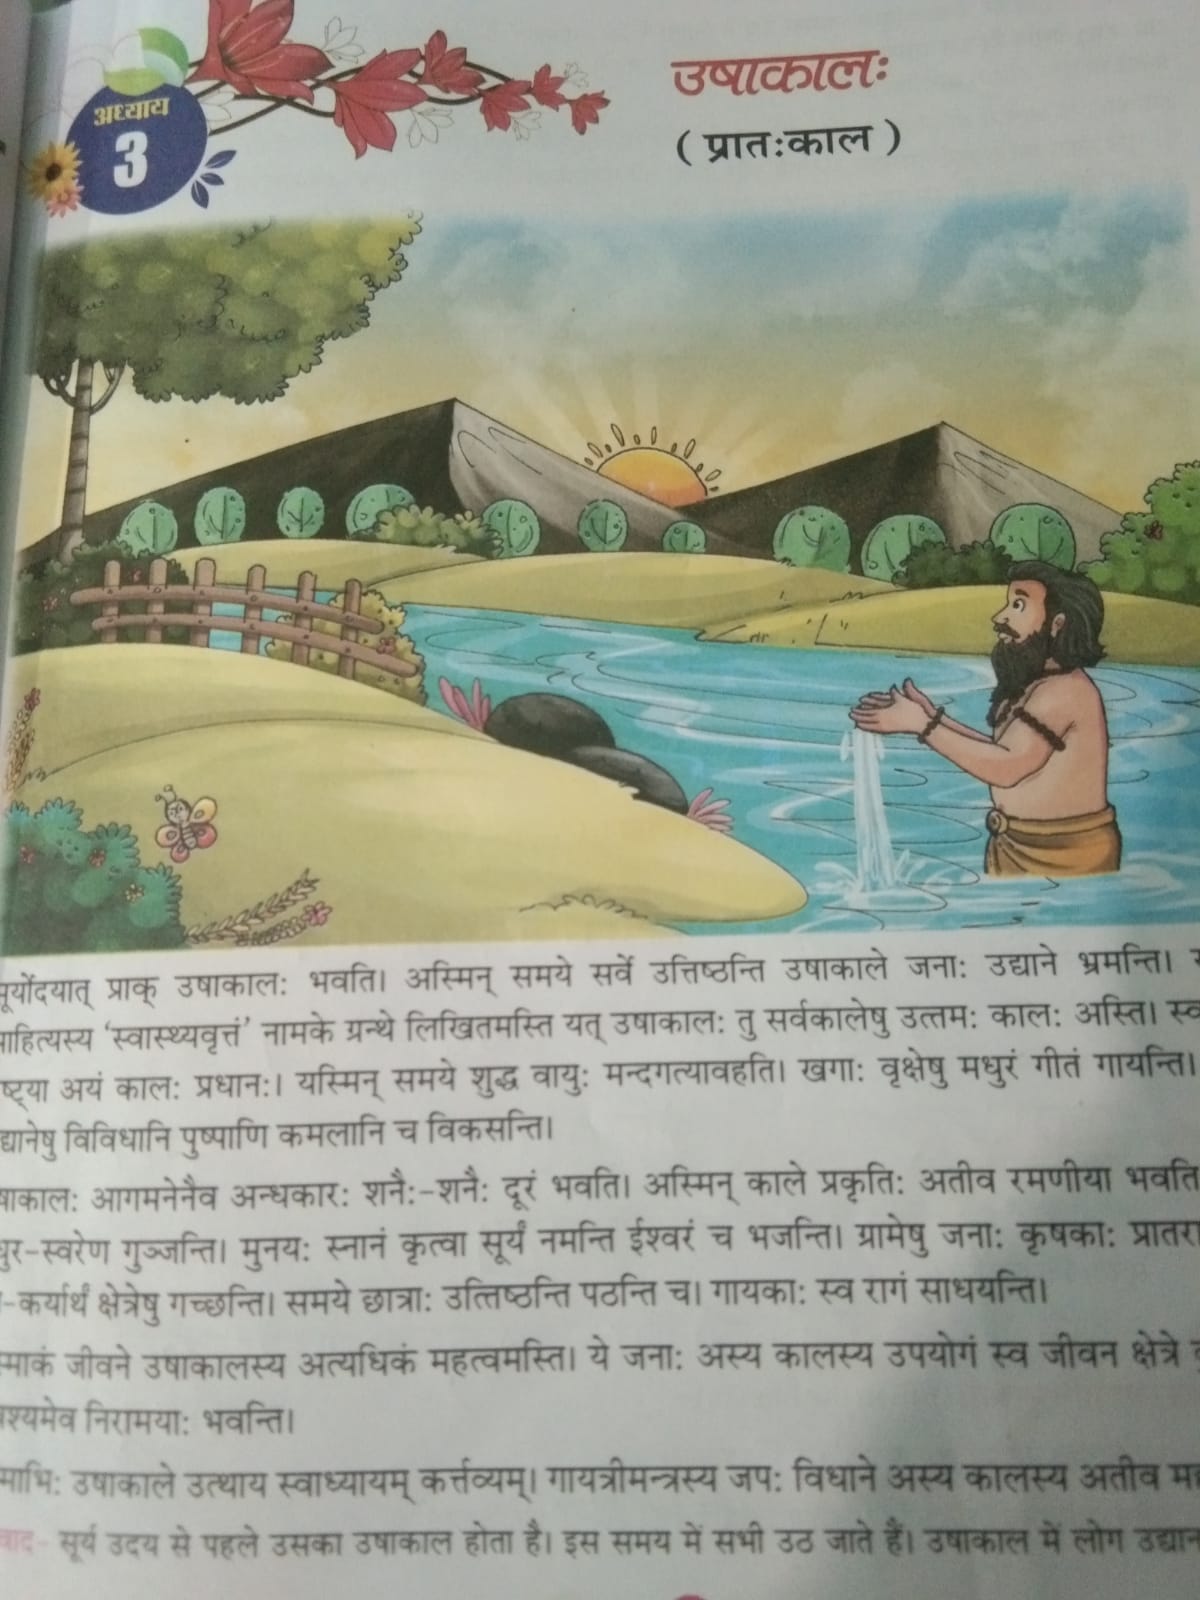 अध्याय
3
उषाकालः
( प्रातःकाल )
सूर्योदयात् प्राक् उषाकालः भवति। अस्मिन् समये सर्वे उत्तिष्ठन्ति उषाकाले जनाः उद्याने भ्रमन्ति।
'स्वास्थ्यवृत्तं' नामके ग्रन्थे लिखितमस्ति यत् उषाकालः तु सर्वकालेषु उत्तमः कालः अस्ति।
अयं कालः प्रधानः। यस्मिन् समये शुद्ध वायुः मन्दगत्यावहति। खगाः वृक्षेषु मधुरं गीतं गायन्ति।
विविधानि पुष्पाणि कमलानि च विकसन्ति।
आगमनेनैव अन्धकारः शनैः-शनैः दूरं भवति। अस्मिन् काले प्रकृतिः अतीव रमणीया भवति
-स्वरेण गुञ्जन्ति। मुनयः स्नानं कृत्वा सूर्यं नमन्ति ईश्वरं च भजन्ति। ग्रामेषु जनाः कृषकाः
-कर्यार्थं क्षेत्रेषु गच्छन्ति। समये छात्राः उत्तिष्ठन्ति पठन्ति च। गायकाः स्व रागं साधयन्ति।
जीवने उषाकालस्य अत्यधिकं महत्वमस्ति। ये जनाः अस्य कालस्य उपयोगं स्व जीवन क्षेत्रे
निरामयाः भवन्ति।
उषाकाले उत्थाय स्वाध्यायम् कर्त्तव्यम्। गायत्रीमन्त्रस्य जपः विधाने अस्य कालस्य अतीव
सूर्य उदय से पहले उसका उषाकाल होता है। इस समय में सभी उठ जाते हैं। उषाकाल में लोग उद्यान